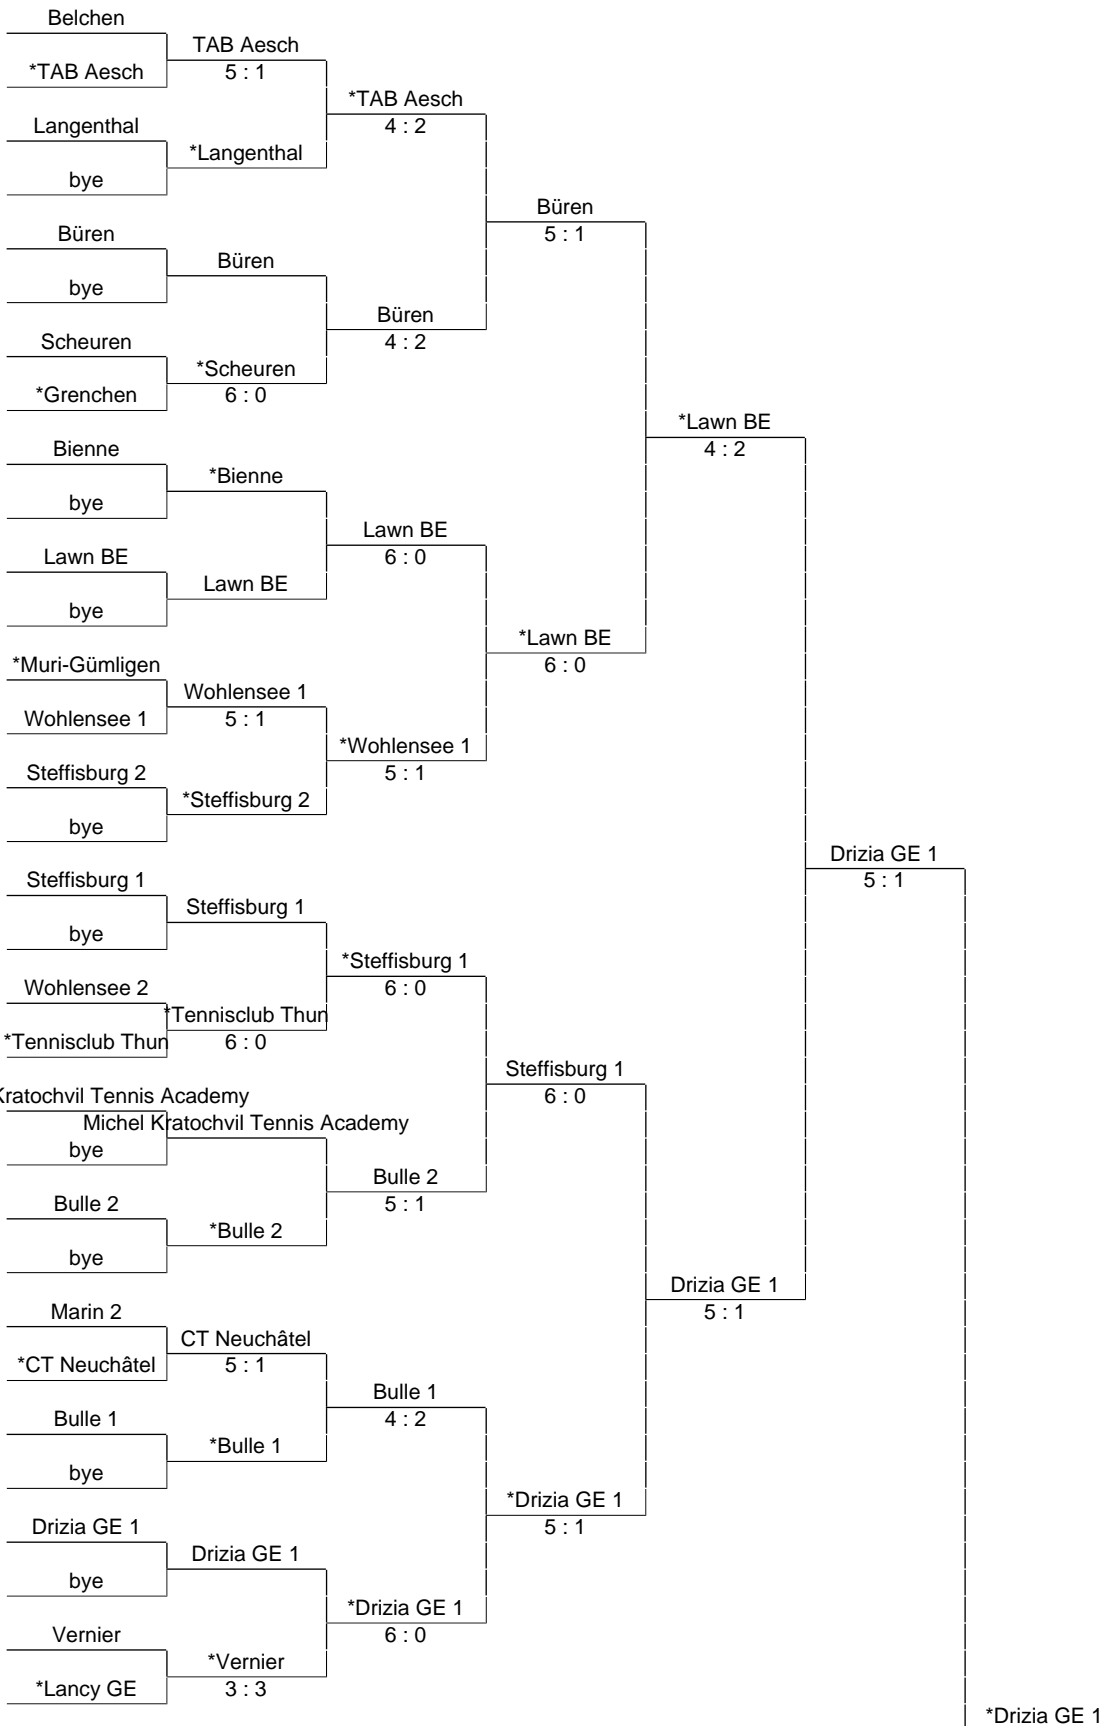 Belchen
TAB Aesch
*TAB Aesch
5 : 1
*TAB Aesch
Langenthal
4 : 2
*Langenthal
bye
Büren
Büren
5 : 1
Büren
bye
Büren
Scheuren
4 : 2
*Scheuren
*Grenchen
6 : 0
*Lawn BE
Bienne
4 : 2
*Bienne
bye
Lawn BE
Lawn BE
6 : 0
Lawn BE
bye
*Lawn BE
*Muri-Gümligen
6 : 0
Wohlensee 1
Wohlensee 1
5 : 1
*Wohlensee 1
Steffisburg 2
5 : 1
*Steffisburg 2
bye
Drizia GE 1
Steffisburg 1
5 : 1
Steffisburg 1
bye
*Steffisburg 1
Wohlensee 2
6 : 0
*Tennisclub Thun
*Tennisclub Thun
6 : 0
Steffisburg 1
Kratochvil Tennis Academy
6 : 0
Michel Kratochvil Tennis Academy
bye
Bulle 2
Bulle 2
5 : 1
*Bulle 2
bye
Drizia GE 1
Marin 2
5 : 1
CT Neuchâtel
*CT Neuchâtel
5 : 1
Bulle 1
Bulle 1
4 : 2
*Bulle 1
bye
*Drizia GE 1
Drizia GE 1
5 : 1
Drizia GE 1
bye
*Drizia GE 1
Vernier
6 : 0
*Vernier
*Lancy GE
3 : 3
*Drizia GE 1